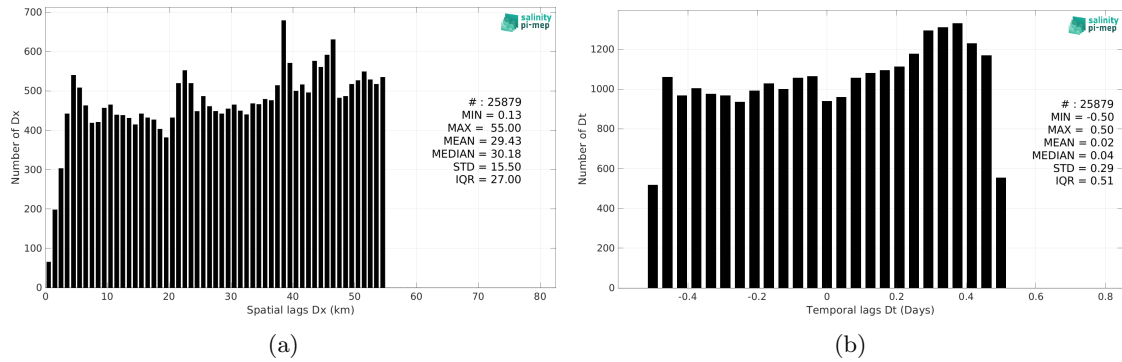 700
600
500
400
300
200
100
0
Number of Dx
0 10 20 30 40 50 60 70 80
Spatial lags Dx (km)
salinity
pi-mep
# : 25879
MIN = 0.13
MAX = 55.00
MEAN = 29.43
MEDIAN = 30.18
STD = 15.50
IQR = 27.00
(a)
1200
1000
800
600
400
200
0
Number of Dt
-0.4 -0.2 0 0.2 0.4 0.6 0.8
Temporal lags Dt (Days)
salinity
pi-mep
# : 25879
MIN = -0.50
MAX = 0.50
MEAN = 0.02
MEDIAN = 0.04
STD = 0.29
IQR = 0.51
(b)